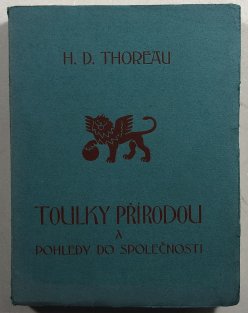 H. D. THOREAU
TOULKY PŘÍRODOU
A
POHLEDY DO SPOLEČNOSTI